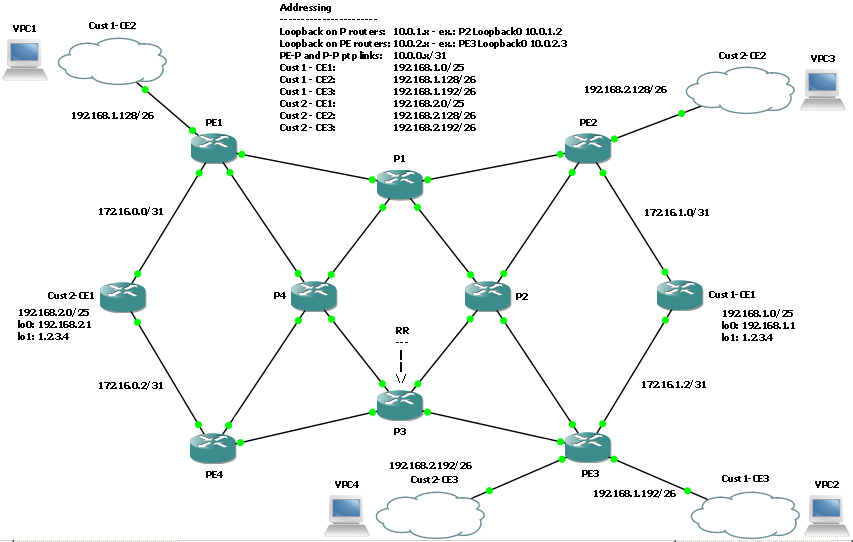 Addressing
-----------------------
Loopback on P routers: 10.0.1.x - ex.: P2 Loopback0 10.0.1.2
Loopback on PE routers: 10.0.2.x - ex.: PE3 Loopback0 10.0.2.3
PE-P and P-P ptp links: 10.0.0.x/31
Cust 1 - CE1: 192.168.1.0/25
Cust 1 - CE2: 192.168.1.128/26
Cust 1 - CE3: 192.168.1.192/26
Cust 2 - CE1: 192.168.2.0/25
Cust 2 - CE2: 192.168.2.128/26
Cust 2 - CE3: 192.168.2.192/26
VPC1
Cust 1-CE2
Cust 2-CE2
VPC3
192.168.1.128/26
192.168.2.128/26
PE1
PE2
P1
172.16.0.0/31
172.16.1.0/31
Cust 2-CE1
192.168.2.0/25
lo0: 192.168.2.1
lo1: 1.2.3.4
P4
P2
Cust 1-CE1
192.168.1.0/25
lo0: 192.168.1.1
lo1: 1.2.3.4
RR
---
|
|
\/
172.16.0.2/31
172.16.1.2/31
P3
PE4
PE3
192.168.2.192/26
Cust 2-CE3
VPC4
192.168.1.192/26
Cust 1-CE3
VPC2